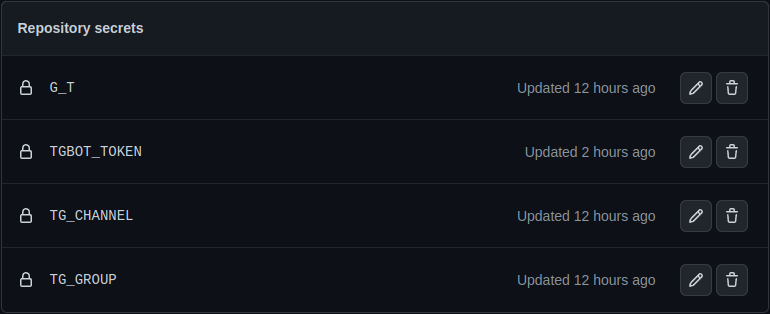 Repository secrets
G_T Updated 12 hours ago
TGBOT_TOKEN Updated 2 hours ago
TG_CHANNEL Updated 12 hours ago
TG_GROUP Updated 12 hours ago